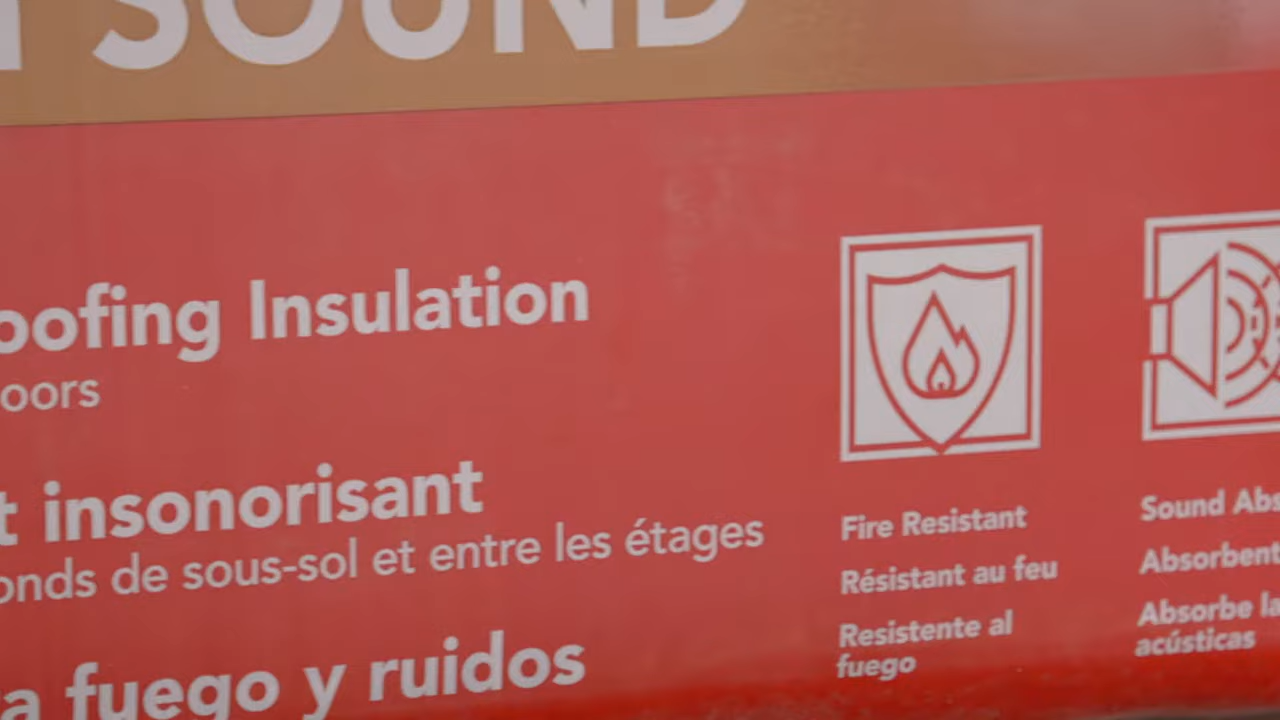 SOUND
oofing Insulation
oors
t insonorisant
onds de sous-sol et entre les étages
a fuego y ruidos
Fire Resistant
Résistant au feu
Resistente al
fuego
Sound Abs
Absorbent
Absorbe la
acústicas